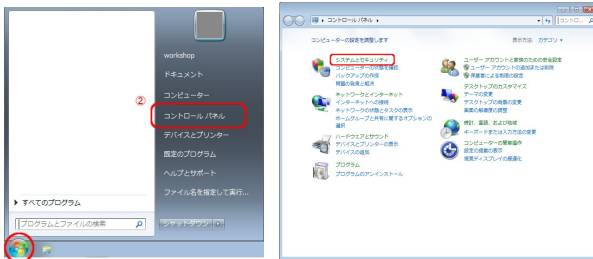 workshop
ドキュメント
コンピューター
②
コントロール パネル
デバイスとプリンター
既定のプログラム
ヘルプとサポート
ファイル名を指定して実行...
すべてのプログラム
プログラムとファイルの検索
シャットダウン
コントロール パネル
コントロ...
コンピューターの設定を調整します
表示方法: カテゴリ
システムとセキュリティ
コンピューターの状態を確認
バックアップの作成
問題の発見と解決
ネットワークとインターネット
インターネットへの接続
ネットワークの状態とタスクの表示
ホームグループと共有に関するオプションの
選択
ハードウェアとサウンド
デバイスとプリンターの表示
デバイスの追加
プログラム
プログラムのアンインストール
ユーザー アカウントと家族のための安全設定
ユーザー アカウントの追加または削除
保護者による制限の設定
デスクトップのカスタマイズ
テーマの変更
デスクトップの背景の変更
画面の解像度の調整
時計、言語、および地域
キーボードまたは入力方法の変更
コンピューターの簡単操作
設定の提案の表示
視覚ディスプレイの最適化